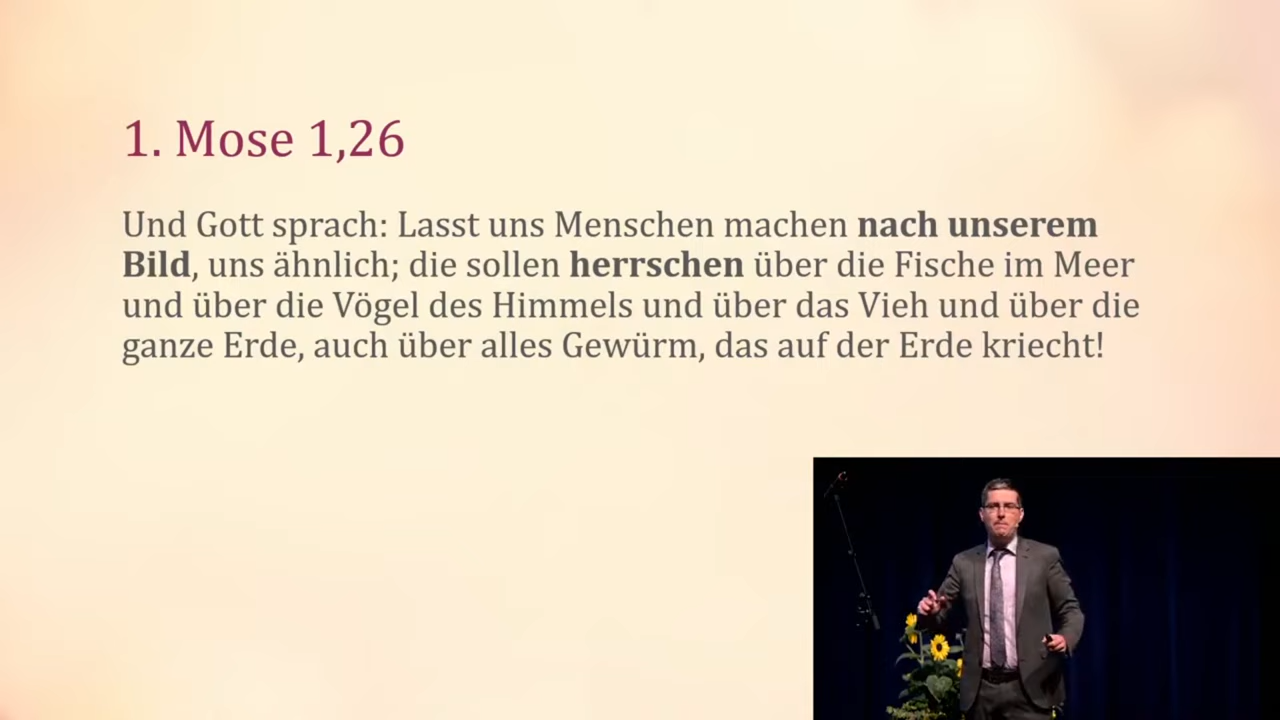 1. Mose 1,26
Und Gott sprach: Lasst uns Menschen machen nach unserem
Bild, uns ähnlich; die sollen herrschen über die Fische im Meer
und über die Vögel des Himmels und über das Vieh und über die
ganze Erde, auch über alles Gewürm, das auf der Erde kriecht!